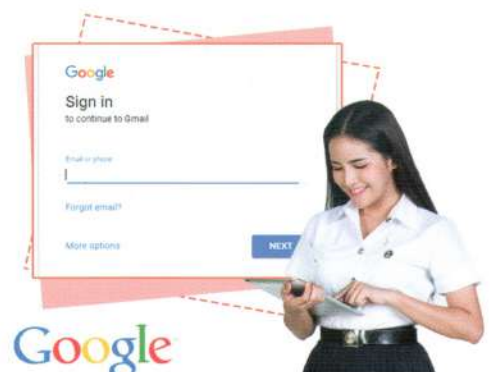 Google
Sign in
to continue to Gmail
Email or phone
Forgot email?
More options
NEXT
Google